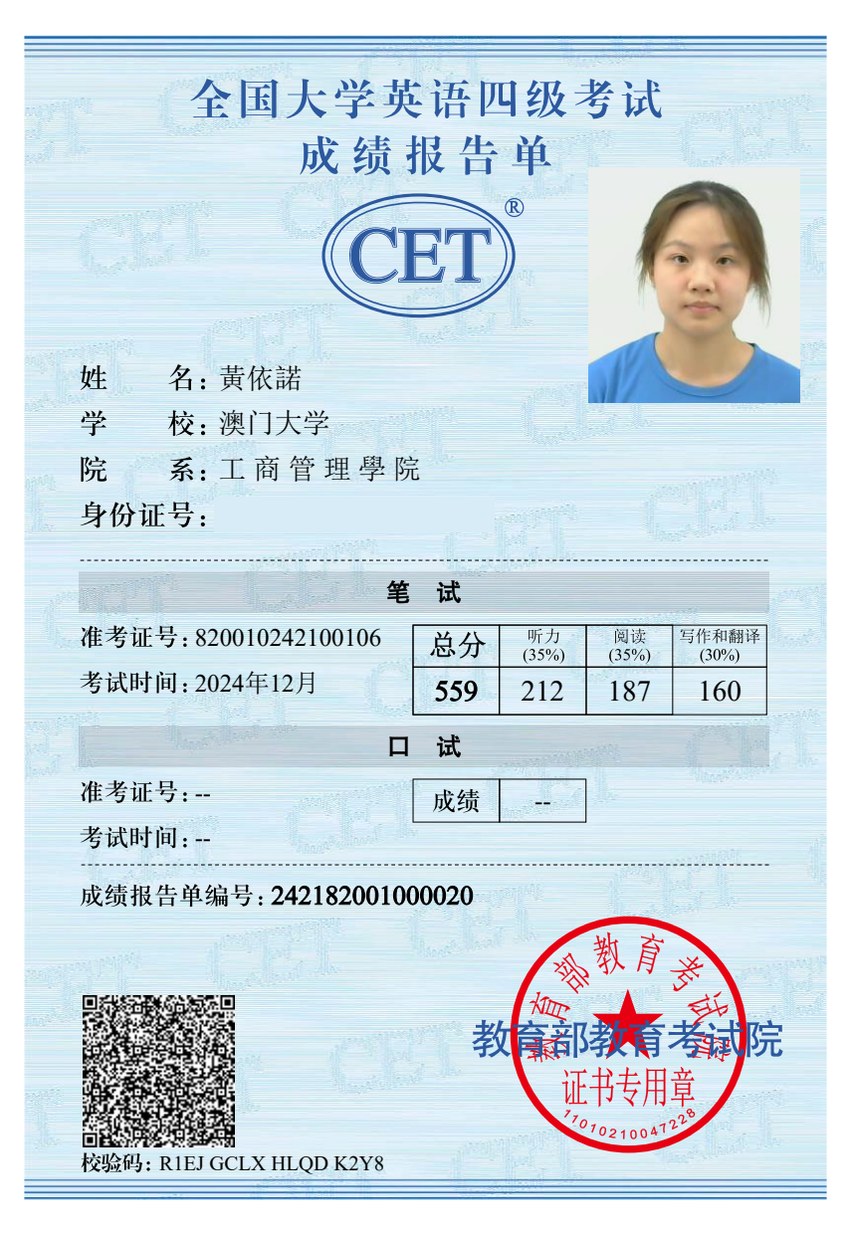 全国大学英语四级考试
成绩报告单
CET®
姓 名：黃依諾
学 校：澳门大学
院 系：工商管理學院
身份证号：
笔 试
准考证号：820010242100106
考试时间：2024年12月
总分 听力(35%) 阅读(35%) 写作和翻译(30%)
559 212 187 160
口 试
准考证号：--
考试时间：--
成绩 --
成绩报告单编号：242182001000020
教育部教育考试院
教育部教育考试院
证书专用章
11010210047228
校验码：R1EJ GCLX HLQD K2Y8